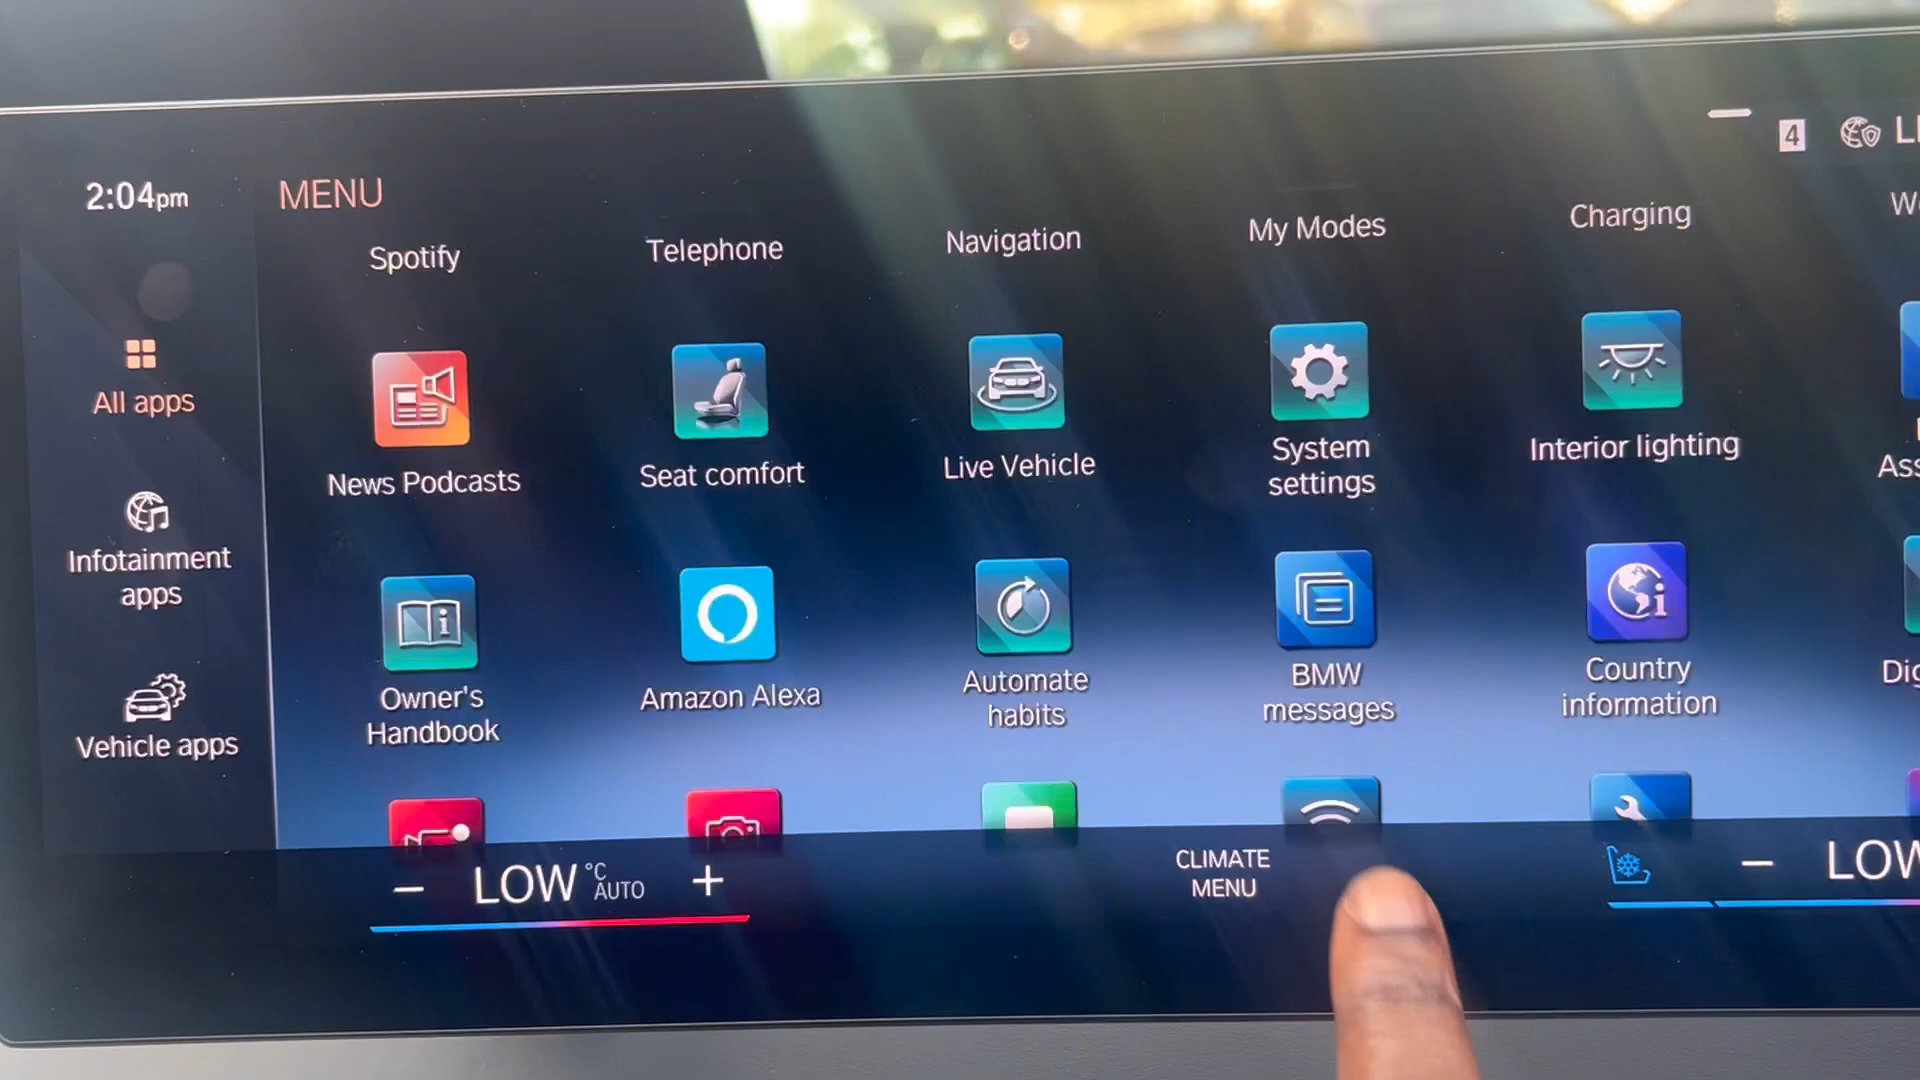 2:04pm
MENU
4
Spotify
Telephone
Navigation
My Modes
Charging
All apps
News Podcasts
Seat comfort
Live Vehicle
System
settings
Interior lighting
Infotainment
apps
Owner's
Handbook
Amazon Alexa
Automate
habits
BMW
messages
Country
information
Vehicle apps
− LOW °C AUTO +
CLIMATE
MENU
− LOW